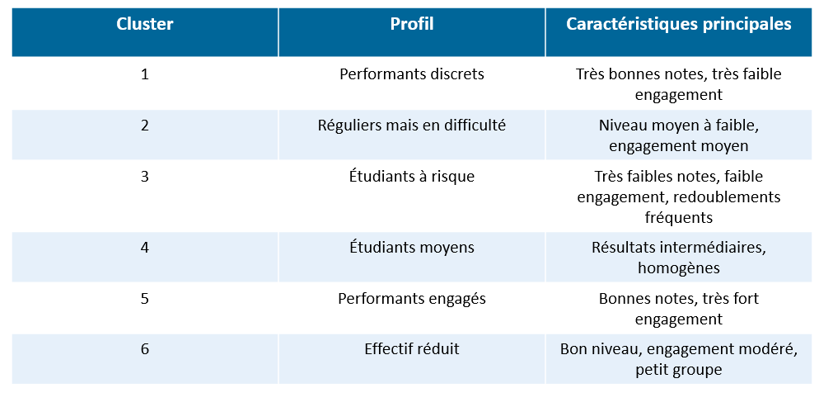 Cluster Profil Caractéristiques principales
1 Performants discrets Très bonnes notes, très faible
engagement
2 Réguliers mais en difficulté Niveau moyen à faible,
engagement moyen
3 Étudiants à risque Très faibles notes, faible
engagement, redoublements
fréquents
4 Étudiants moyens Résultats intermédiaires,
homogènes
5 Performants engagés Bonnes notes, très fort
engagement
6 Effectif réduit Bon niveau, engagement modéré,
petit groupe